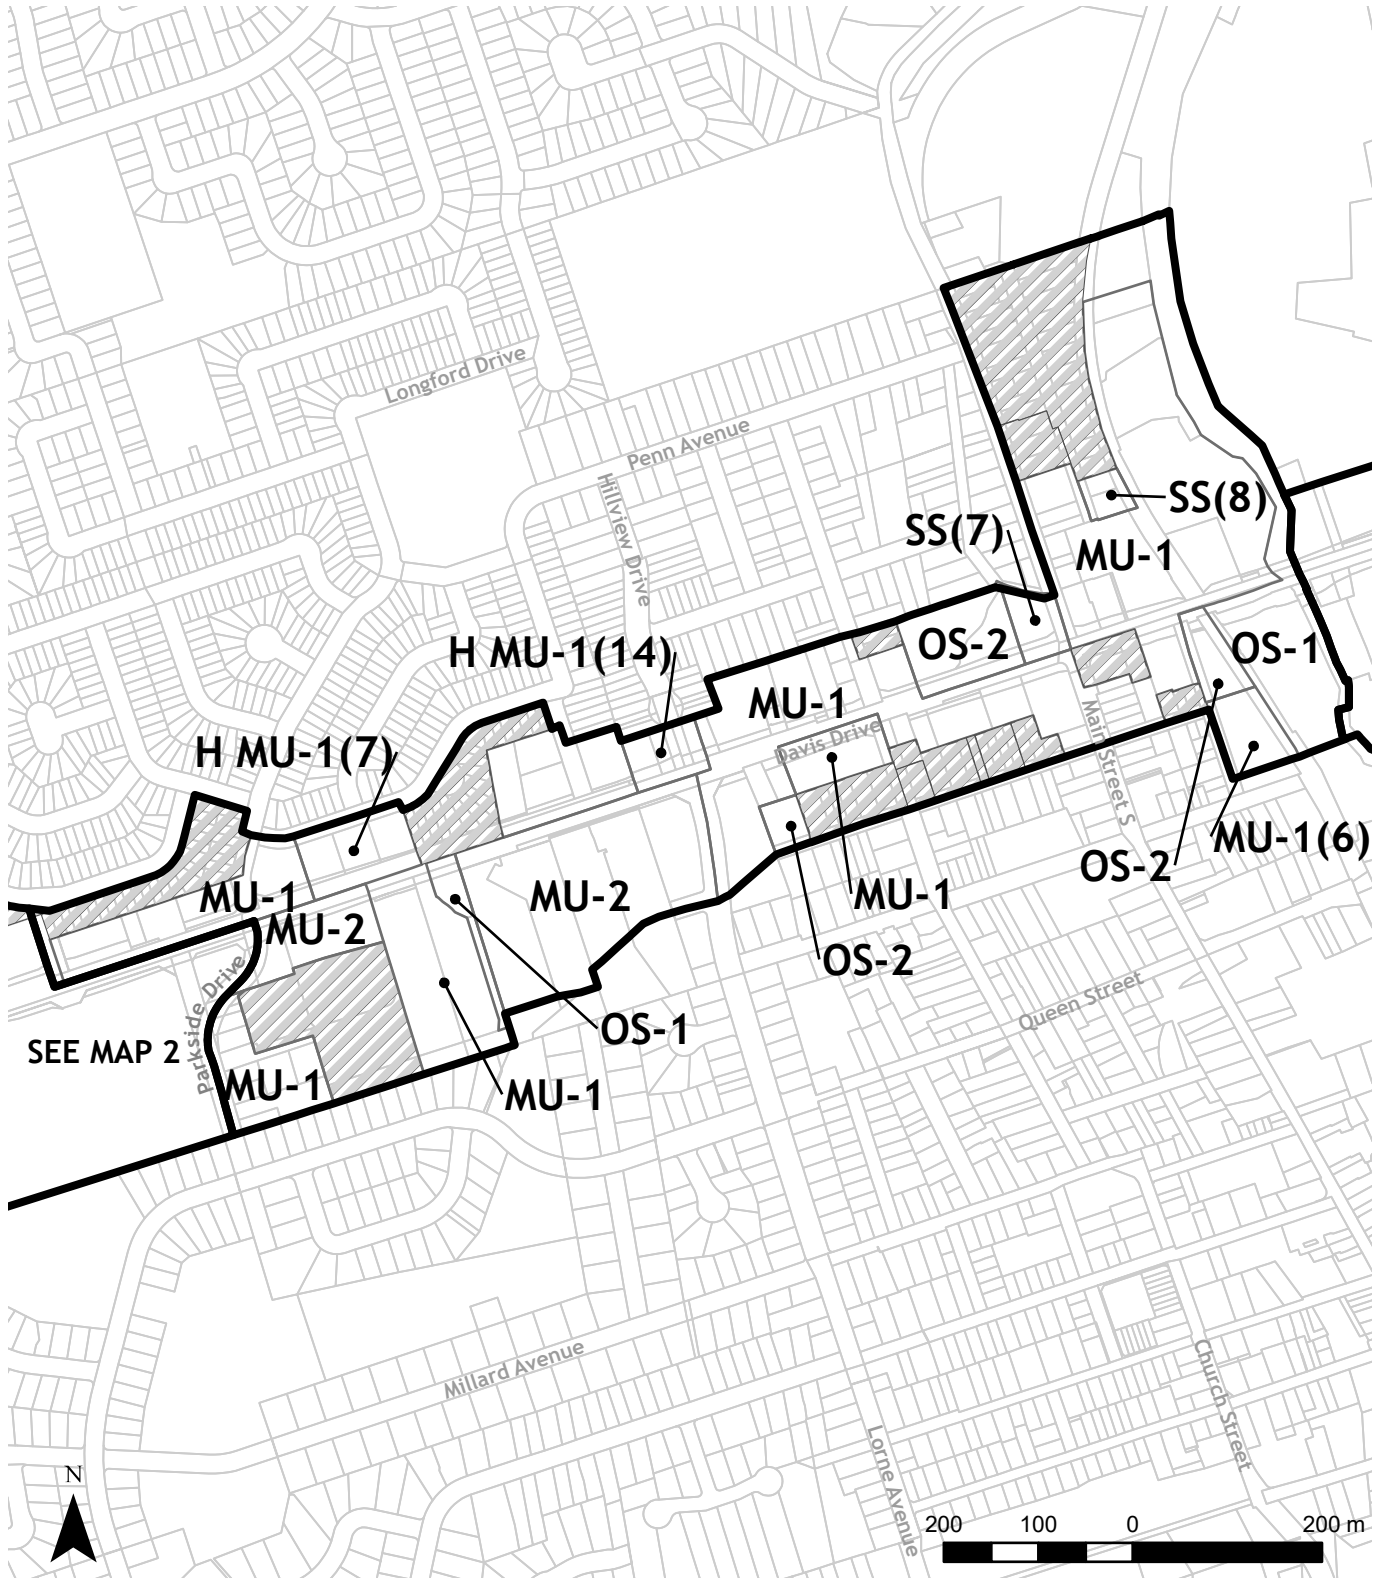 Longford Drive
Penn Avenue
Hillview Drive
SS(8)
SS(7)
MU-1
H MU-1(14)
OS-2
OS-1
MU-1
Main Street S
Davis Drive
H MU-1(7)
MU-1(6)
OS-2
MU-1
MU-2
MU-1
MU-2
OS-2
Parkside Drive
Queen Street
OS-1
SEE MAP 2
MU-1
MU-1
Millard Avenue
Church Street
Lorne Avenue
N
200 100 0 200 m